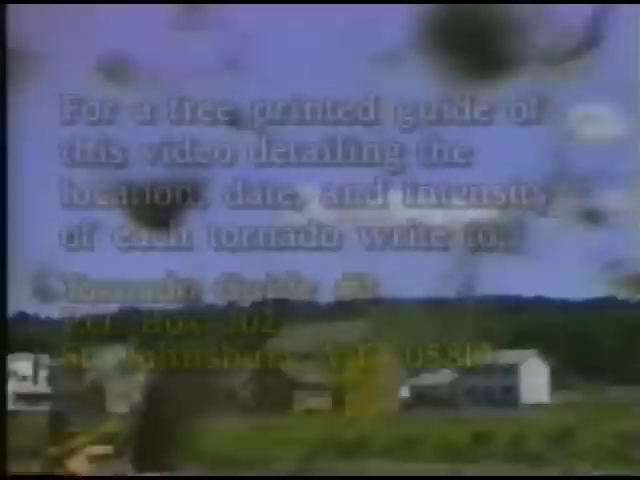 For a free printed guide of
this video detailing the
location, date, and intensity
of each tornado write to:
Tornado Guide
P.O. Box 302
St. Johnsbury, VT